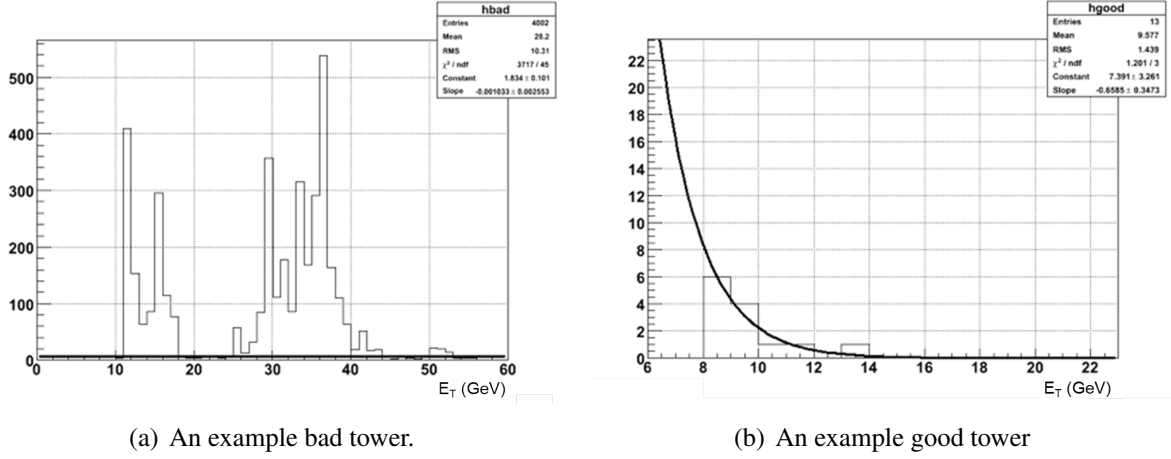 hbad
Entries 4002
Mean 28.2
RMS 10.31
χ² / ndf 3717 / 45
Constant 1.834 ± 0.101
Slope -0.001033 ± 0.002553
500
400
300
200
100
0
0 10 20 30 40 50 60
E_T (GeV)
(a) An example bad tower.
hgood
Entries 13
Mean 9.577
RMS 1.439
χ² / ndf 1.201 / 3
Constant 7.391 ± 3.261
Slope -0.6585 ± 0.3473
22
20
18
16
14
12
10
8
6
4
2
0
6 8 10 12 14 16 18 20 22
E_T (GeV)
(b) An example good tower